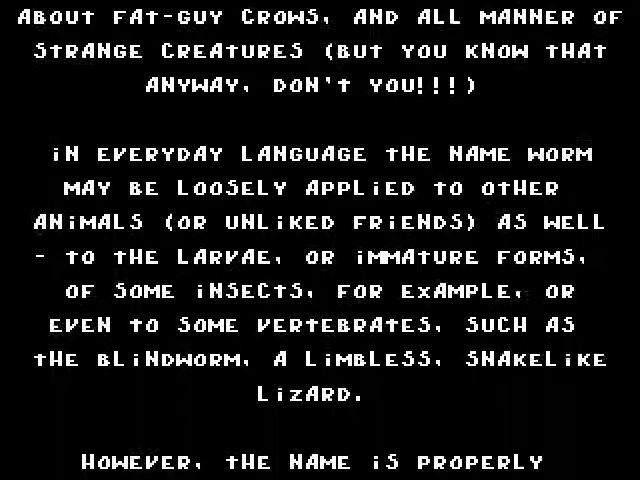 ABOUT FAT-GUY CROWS, AND ALL MANNER OF
STRANGE CREATURES (BUT YOU KNOW THAT
ANYWAY, DON'T YOU!!!)
iN EVERYDAY LANGUAGE tHE NAME WORM
MAY BE LOOSELY APPLiED TO OTHER
ANiMALS (OR UNLiKED FRiENDS) AS WELL
- TO tHE LARVAE, OR iMMATURE FORMS,
OF SOME iNSECTS, FOR EXAMPLE, OR
EVEN TO SOME VERTEBRATES, SUCH AS
tHE BLiNDWORM, A LiMBLESS, SNAKELiKE
LiZARD.
HOWEVER, tHE NAME iS PROPERLY